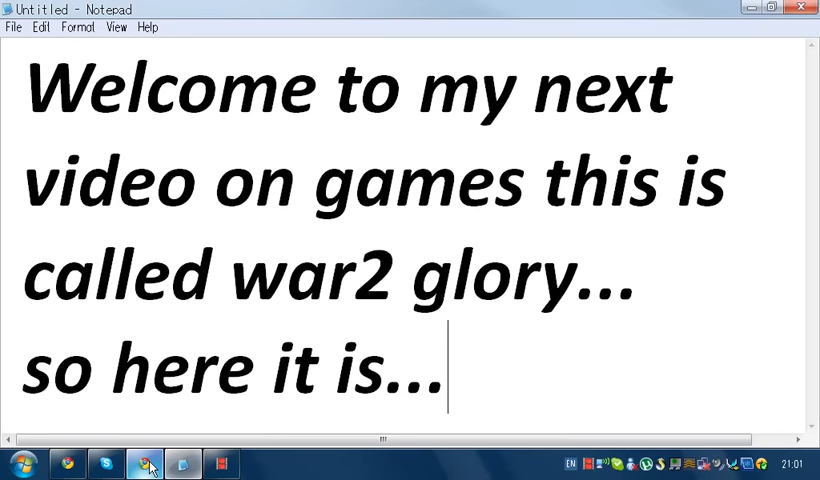 Untitled - Notepad
File Edit Format View Help
Welcome to my next
video on games this is
called war2 glory...
so here it is...
EN 21:01